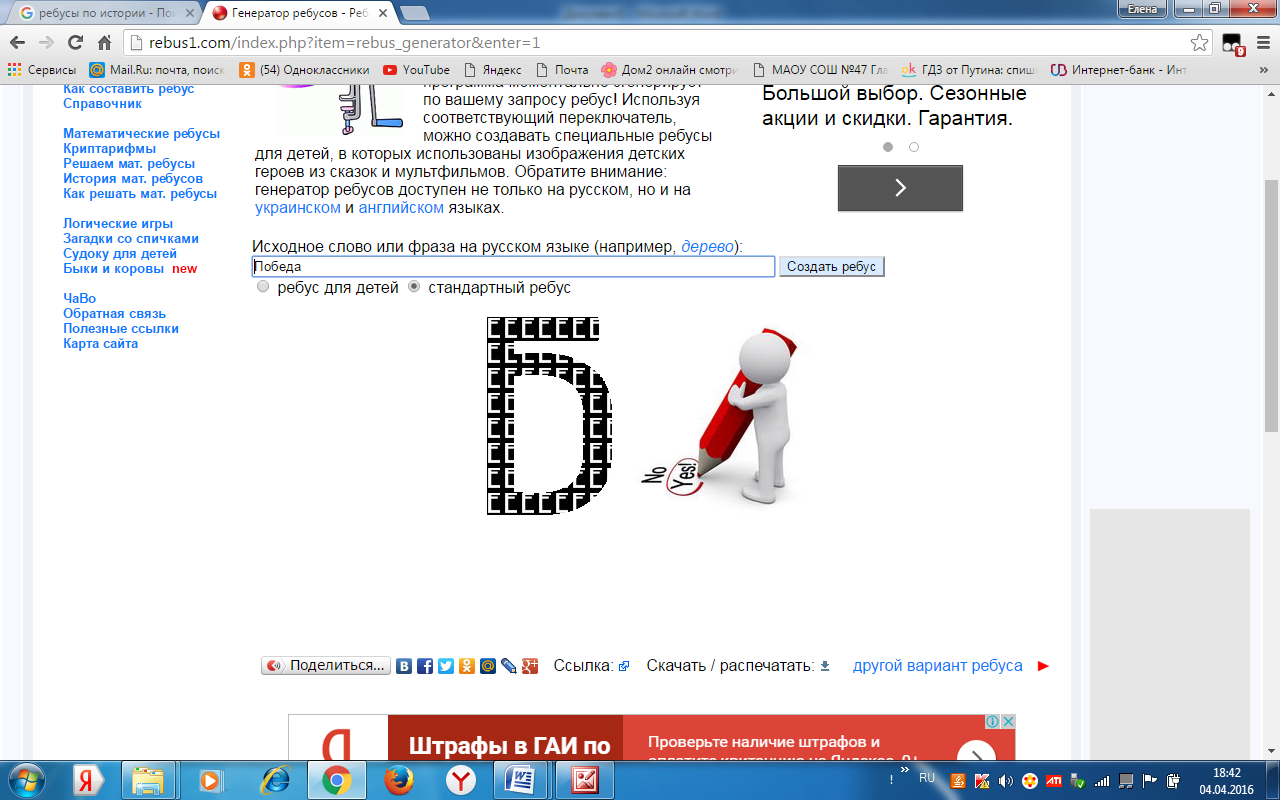 ребусы по истории - По
Генератор ребусов - Реб
Елена
rebus1.com/index.php?item=rebus_generator&enter=1
9
Сервисы
Mail.Ru: почта, поиск
(54) Одноклассники
YouTube
Яндекс
Почта
Дом2 онлайн смотри
МАОУ СОШ №47 Гла
ГДЗ от Путина: спиш
Интернет-банк - Инт
»
Как составить ребус
Справочник
Математические ребусы
Криптарифмы
Решаем мат. ребусы
История мат. ребусов
Как решать мат. ребусы
Логические игры
Загадки со спичками
Судоку для детей
Быки и коровы new
ЧаВо
Обратная связь
Полезные ссылки
Карта сайта
программа моментально сгенерирует
по вашему запросу ребус! Используя
соответствующий переключатель,
можно создавать специальные ребусы
для детей, в которых использованы изображения детских
героев из сказок и мультфильмов. Обратите внимание:
генератор ребусов доступен не только на русском, но и на
украинском и английском языках.
Большой выбор. Сезонные
акции и скидки. Гарантия.
Исходное слово или фраза на русском языке (например, дерево):
Победа
Создать ребус
ребус для детей стандартный ребус
Б
No
Yes!
Поделиться...
Ссылка:
Скачать / распечатать:
другой вариант ребуса
Штрафы в ГАИ по
Проверьте наличие штрафов и
RU
18:42
04.04.2016